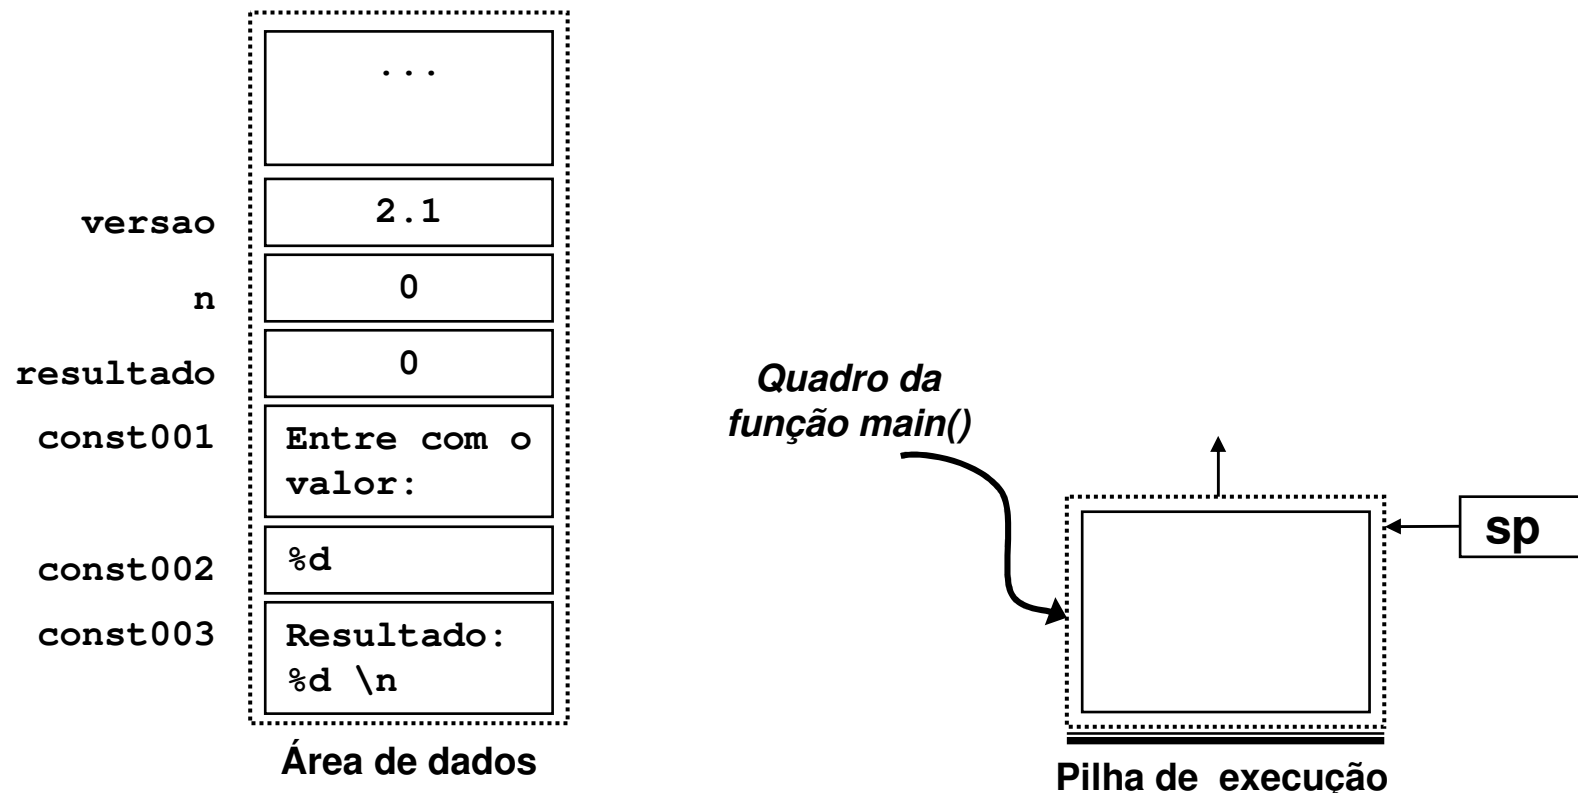 ...
versao
2.1
n
0
resultado
0
const001
Entre com o
valor:
const002
%d
const003
Resultado:
%d \n
Área de dados
Quadro da
função main()
sp
Pilha de execução